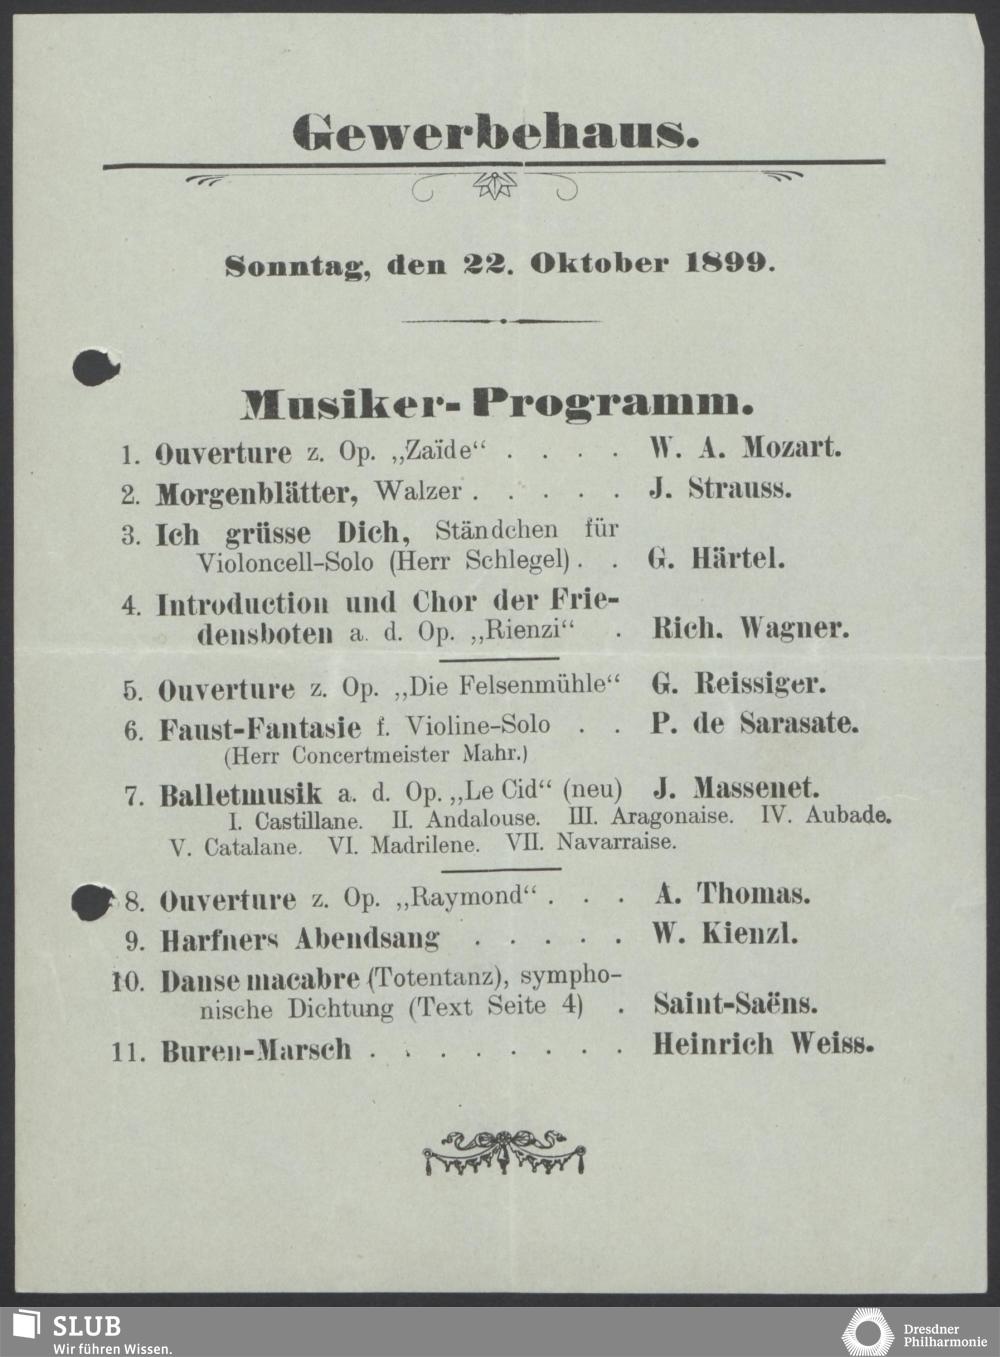 Gewerbehaus.
Sonntag, den 22. Oktober 1899.
Musiker-Programm.
1. Ouverture z. Op. „Zaïde“ . . . . W. A. Mozart.
2. Morgenblätter, Walzer . . . . . J. Strauss.
3. Ich grüsse Dich, Ständchen für
Violoncell-Solo (Herr Schlegel) . . G. Härtel.
4. Introduction und Chor der Frie-
densboten a. d. Op. „Rienzi“ . Rich. Wagner.
5. Ouverture z. Op. „Die Felsenmühle“ G. Reissiger.
6. Faust-Fantasie f. Violine-Solo . . P. de Sarasate.
(Herr Concertmeister Mahr.)
7. Balletmusik a. d. Op. „Le Cid“ (neu) J. Massenet.
I. Castillane. II. Andalouse. III. Aragonaise. IV. Aubade.
V. Catalane. VI. Madrilene. VII. Navarraise.
8. Ouverture z. Op. „Raymond“ . . . A. Thomas.
9. Harfners Abendsang . . . . . W. Kienzl.
10. Danse macabre (Totentanz), sympho-
nische Dichtung (Text Seite 4) . Saint-Saëns.
11. Buren-Marsch . . . . . . . . Heinrich Weiss.
SLUB
Wir führen Wissen.
Dresdner
Philharmonie